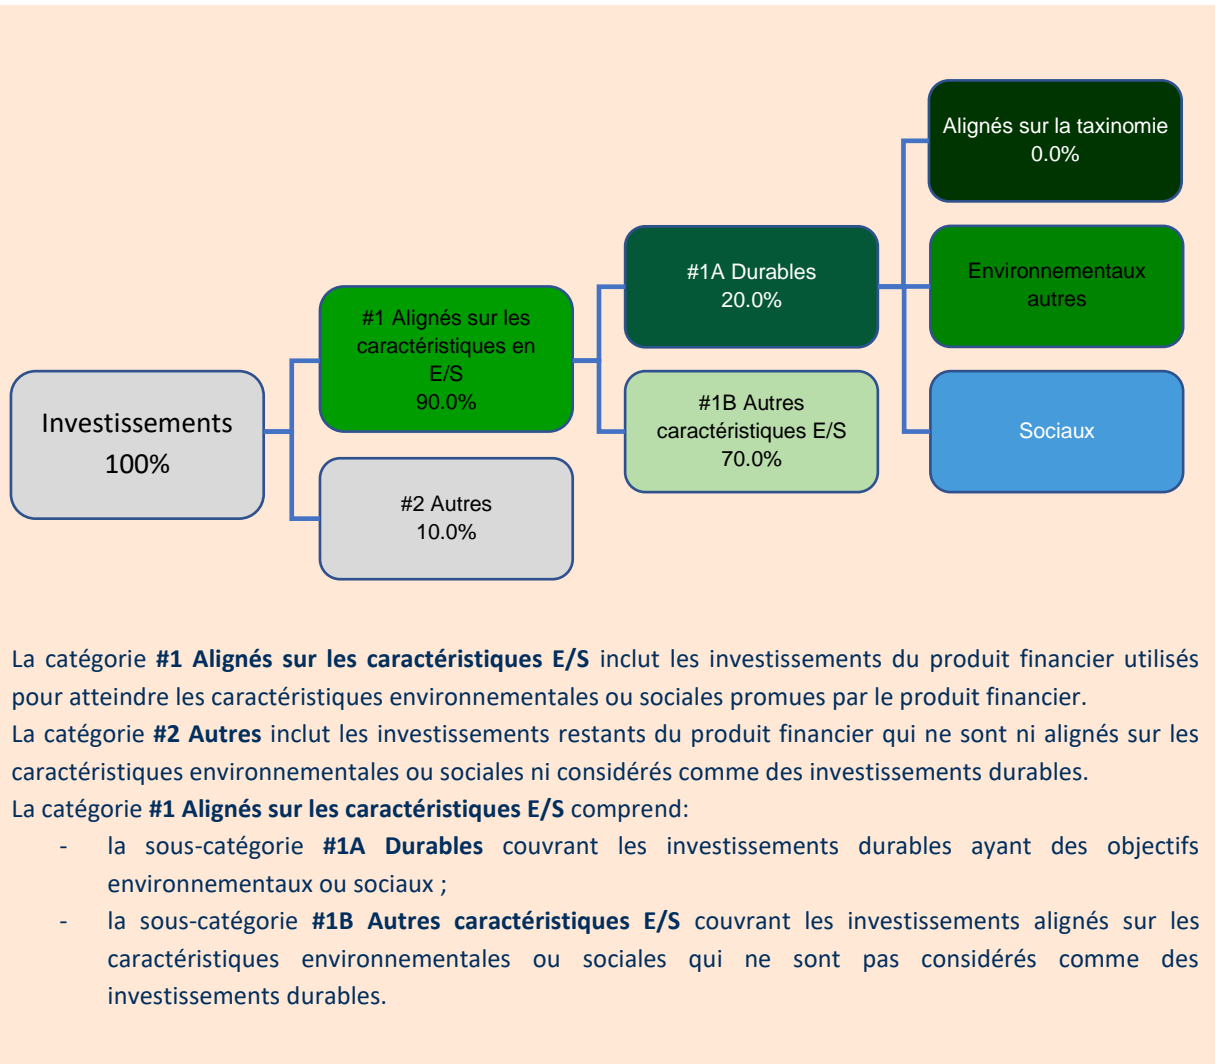 Alignés sur la taxinomie
0.0%
#1A Durables
20.0%
Environnementaux
autres
#1 Alignés sur les
caractéristiques en
E/S
90.0%
Investissements
100%
#1B Autres
caractéristiques E/S
70.0%
Sociaux
#2 Autres
10.0%
La catégorie #1 Alignés sur les caractéristiques E/S inclut les investissements du produit financier utilisés
pour atteindre les caractéristiques environnementales ou sociales promues par le produit financier.
La catégorie #2 Autres inclut les investissements restants du produit financier qui ne sont ni alignés sur les
caractéristiques environnementales ou sociales ni considérés comme des investissements durables.
La catégorie #1 Alignés sur les caractéristiques E/S comprend:
- la sous-catégorie #1A Durables couvrant les investissements durables ayant des objectifs
environnementaux ou sociaux ;
- la sous-catégorie #1B Autres caractéristiques E/S couvrant les investissements alignés sur les
caractéristiques environnementales ou sociales qui ne sont pas considérés comme des
investissements durables.